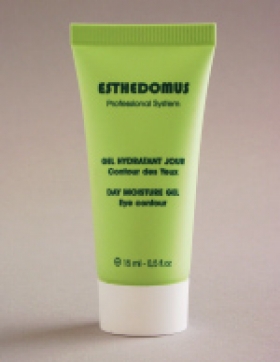 ESTHEDOMUS
Professional System
GEL HYDRATANT JOUR
Contour des Yeux
DAY MOISTURE GEL
Eye contour
℮ 15 ml - 0.5 fl.oz